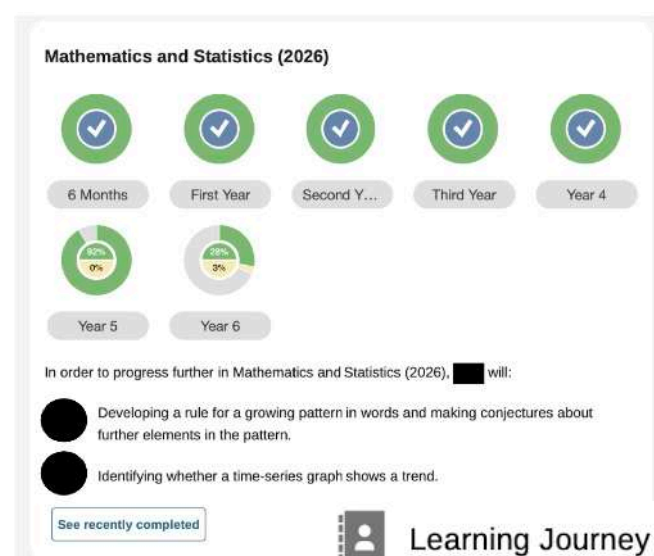 Mathematics and Statistics (2026)
6 Months
First Year
Second Y...
Third Year
Year 4
92%
0%
28%
3%
Year 5
Year 6
In order to progress further in Mathematics and Statistics (2026), will:
Developing a rule for a growing pattern in words and making conjectures about
further elements in the pattern.
Identifying whether a time-series graph shows a trend.
See recently completed
Learning Journey